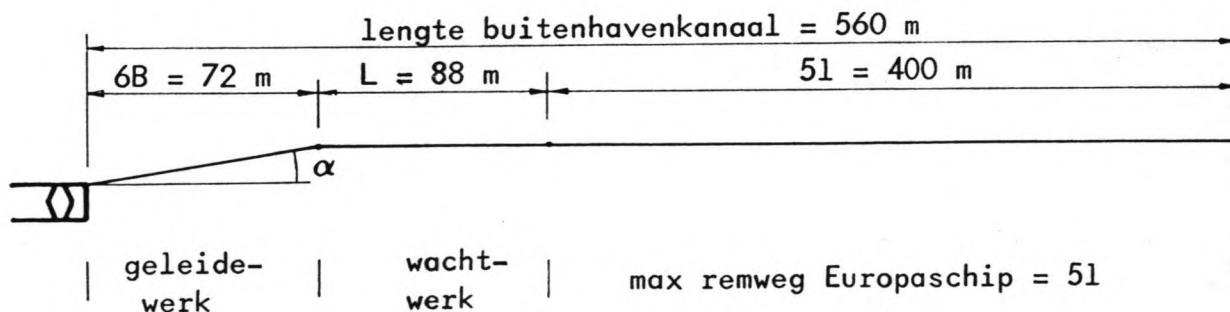 lengte buitenhavenkanaal = 560 m
6B = 72 m
L = 88 m
5l = 400 m
α
geleide-
werk
wacht-
werk
max remweg Europaschip = 5l